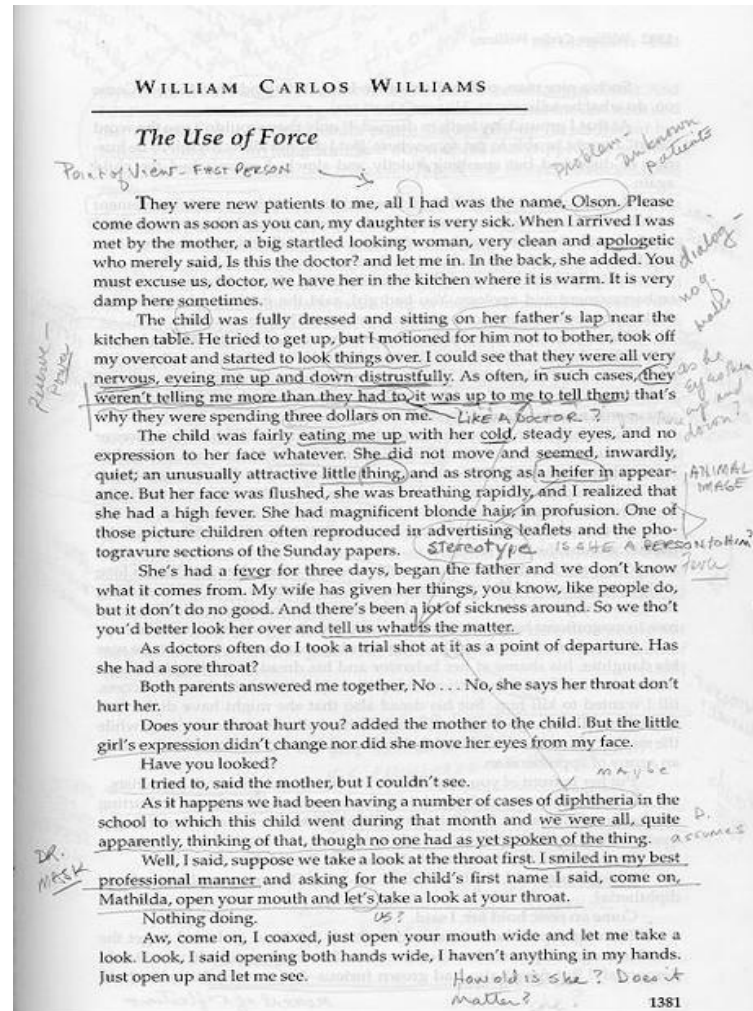 WILLIAM CARLOS WILLIAMS
The Use of Force
problem - unknown
patients
Point of View - FIRST PERSON
They were new patients to me, all I had was the name, Olson. Please
come down as soon as you can, my daughter is very sick. When I arrived I was
met by the mother, a big startled looking woman, very clean and apologetic
who merely said, Is this the doctor? and let me in. In the back, she added. You
must excuse us, doctor, we have her in the kitchen where it is warm. It is very
damp here sometimes.
dialog -
no q.
marks
The child was fully dressed and sitting on her father's lap near the
kitchen table. He tried to get up, but I motioned for him not to bother, took off
my overcoat and started to look things over. I could see that they were all very
nervous, eyeing me up and down distrustfully. As often, in such cases, they
weren't telling me more than they had to, it was up to me to tell them; that's
why they were spending three dollars on me. LIKE A DOCTOR?
as he
up and
down?
The child was fairly eating me up with her cold, steady eyes, and no
expression to her face whatever. She did not move and seemed, inwardly,
quiet; an unusually attractive little thing, and as strong as a heifer in appear-
ance. But her face was flushed, she was breathing rapidly, and I realized that
she had a high fever. She had magnificent blonde hair, in profusion. One of
those picture children often reproduced in advertising leaflets and the pho-
togravure sections of the Sunday papers. Stereotype IS SHE A PERSON to Him?
ANIMAL
IMAGE
She's had a fever for three days, began the father and we don't know
what it comes from. My wife has given her things, you know, like people do,
but it don't do no good. And there's been a lot of sickness around. So we tho't
you'd better look her over and tell us what is the matter.
As doctors often do I took a trial shot at it as a point of departure. Has
she had a sore throat?
Both parents answered me together, No . . . No, she says her throat don't
hurt her.
Does your throat hurt you? added the mother to the child. But the little
girl's expression didn't change nor did she move her eyes from my face.
Have you looked?
I tried to, said the mother, but I couldn't see.
maybe
As it happens we had been having a number of cases of diphtheria in the
school to which this child went during that month and we were all, quite
apparently, thinking of that, though no one had as yet spoken of the thing.
D.
assumes
DR.
MASK
Well, I said, suppose we take a look at the throat first. I smiled in my best
professional manner and asking for the child's first name I said, come on,
Mathilda, open your mouth and let's take a look at your throat.
Nothing doing. us?
Aw, come on, I coaxed, just open your mouth wide and let me take a
look. Look, I said opening both hands wide, I haven't anything in my hands.
Just open up and let me see. How old is she? Does it
matter?
1381